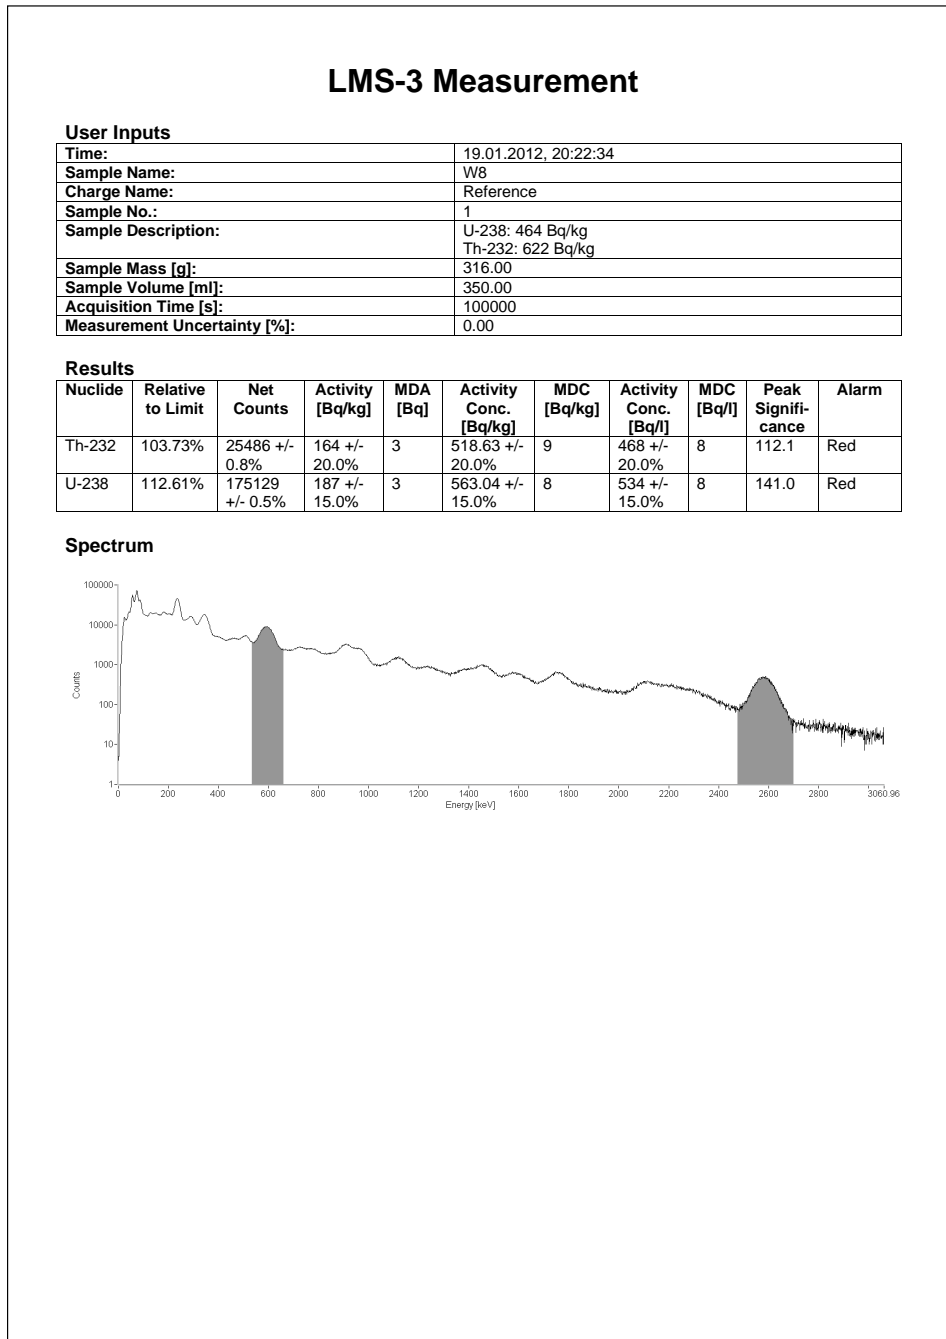 LMS-3 Measurement
User Inputs
Time: 19.01.2012, 20:22:34
Sample Name: W8
Charge Name: Reference
Sample No.: 1
Sample Description: U-238: 464 Bq/kg
Th-232: 622 Bq/kg
Sample Mass [g]: 316.00
Sample Volume [ml]: 350.00
Acquisition Time [s]: 100000
Measurement Uncertainty [%]: 0.00
Results
Nuclide Relative Net Activity MDA Activity MDC Activity MDC Peak Alarm
to Limit Counts [Bq/kg] [Bq] Conc. [Bq/kg] Conc. [Bq/l] Signifi-
[Bq/kg] [Bq/l] cance
Th-232 103.73% 25486 +/- 164 +/- 3 518.63 +/- 9 468 +/- 8 112.1 Red
0.8% 20.0% 20.0% 20.0%
U-238 112.61% 175129 187 +/- 3 563.04 +/- 8 534 +/- 8 141.0 Red
+/- 0.5% 15.0% 15.0% 15.0%
Spectrum
100000
10000
1000
100
10
1
Counts
0 200 400 600 800 1000 1200 1400 1600 1800 2000 2200 2400 2600 2800 3060.96
Energy [keV]